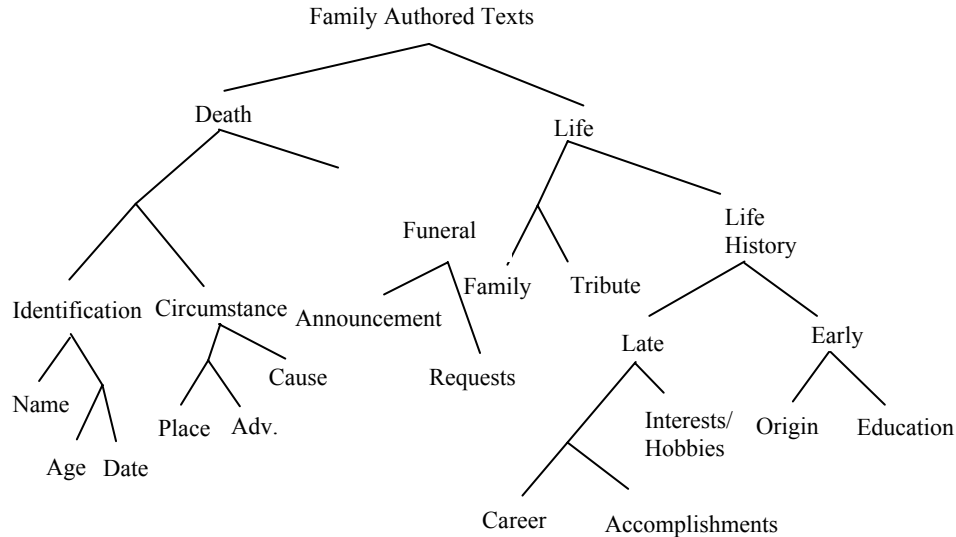 Family Authored Texts
Death
Life
Life
History
Funeral
Family
Tribute
Identification
Circumstance
Announcement
Late
Early
Name
Cause
Requests
Place
Adv.
Interests/
Hobbies
Origin
Education
Age
Date
Career
Accomplishments